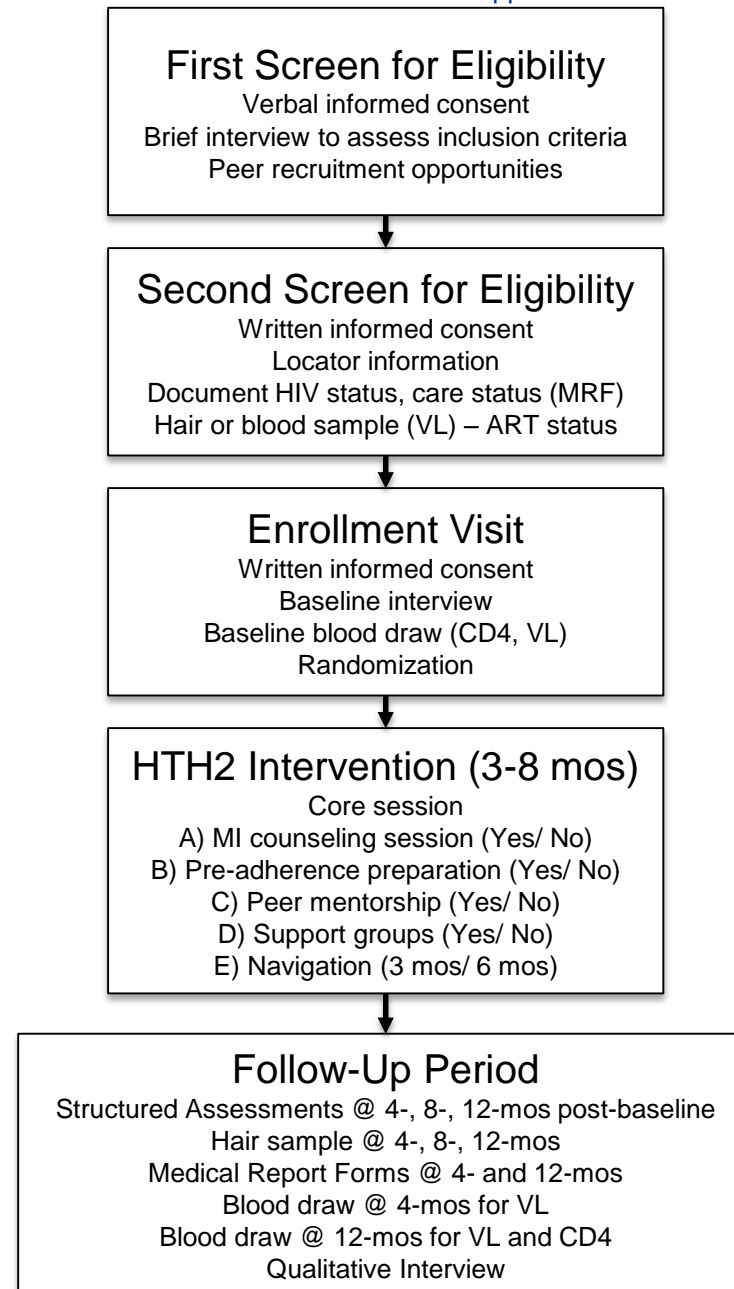 First Screen for Eligibility
Verbal informed consent
Brief interview to assess inclusion criteria
Peer recruitment opportunities
Second Screen for Eligibility
Written informed consent
Locator information
Document HIV status, care status (MRF)
Hair or blood sample (VL) – ART status
Enrollment Visit
Written informed consent
Baseline interview
Baseline blood draw (CD4, VL)
Randomization
HTH2 Intervention (3-8 mos)
Core session
A) MI counseling session (Yes/ No)
B) Pre-adherence preparation (Yes/ No)
C) Peer mentorship (Yes/ No)
D) Support groups (Yes/ No)
E) Navigation (3 mos/ 6 mos)
Follow-Up Period
Structured Assessments @ 4-, 8-, 12-mos post-baseline
Hair sample @ 4-, 8-, 12-mos
Medical Report Forms @ 4- and 12-mos
Blood draw @ 4-mos for VL
Blood draw @ 12-mos for VL and CD4
Qualitative Interview